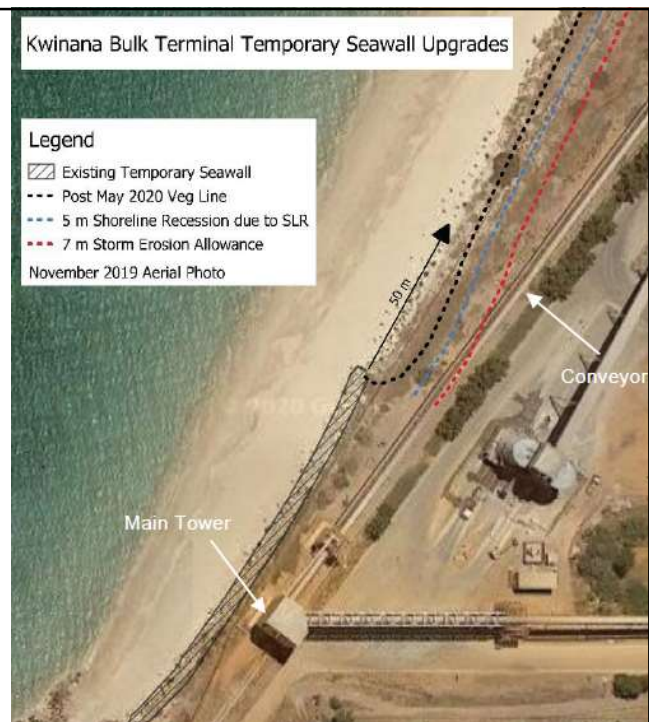 Kwinana Bulk Terminal Temporary Seawall Upgrades
Legend
Existing Temporary Seawall
Post May 2020 Veg Line
5 m Shoreline Recession due to SLR
7 m Storm Erosion Allowance
November 2019 Aerial Photo
50 m
Conveyor
Main Tower